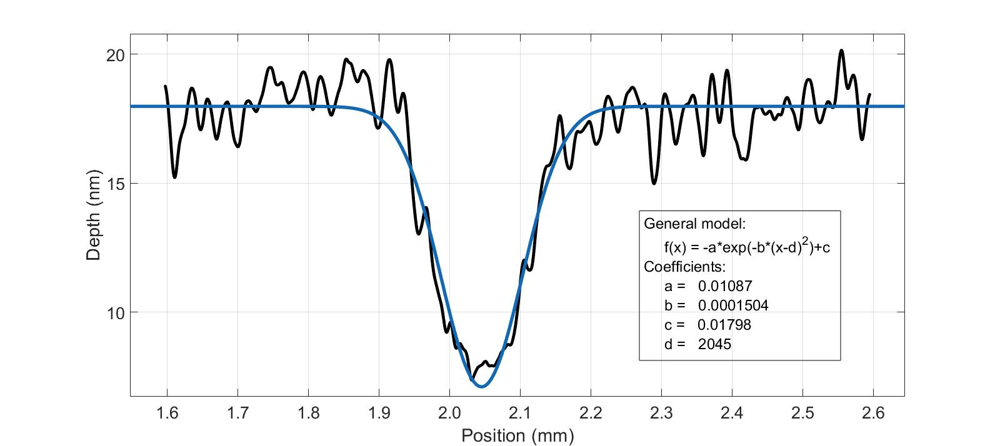 20
15
10
Depth (nm)
General model:
f(x) = -a*exp(-b*(x-d)²)+c
Coefficients:
a = 0.01087
b = 0.0001504
c = 0.01798
d = 2045
1.6 1.7 1.8 1.9 2.0 2.1 2.2 2.3 2.4 2.5 2.6
Position (mm)